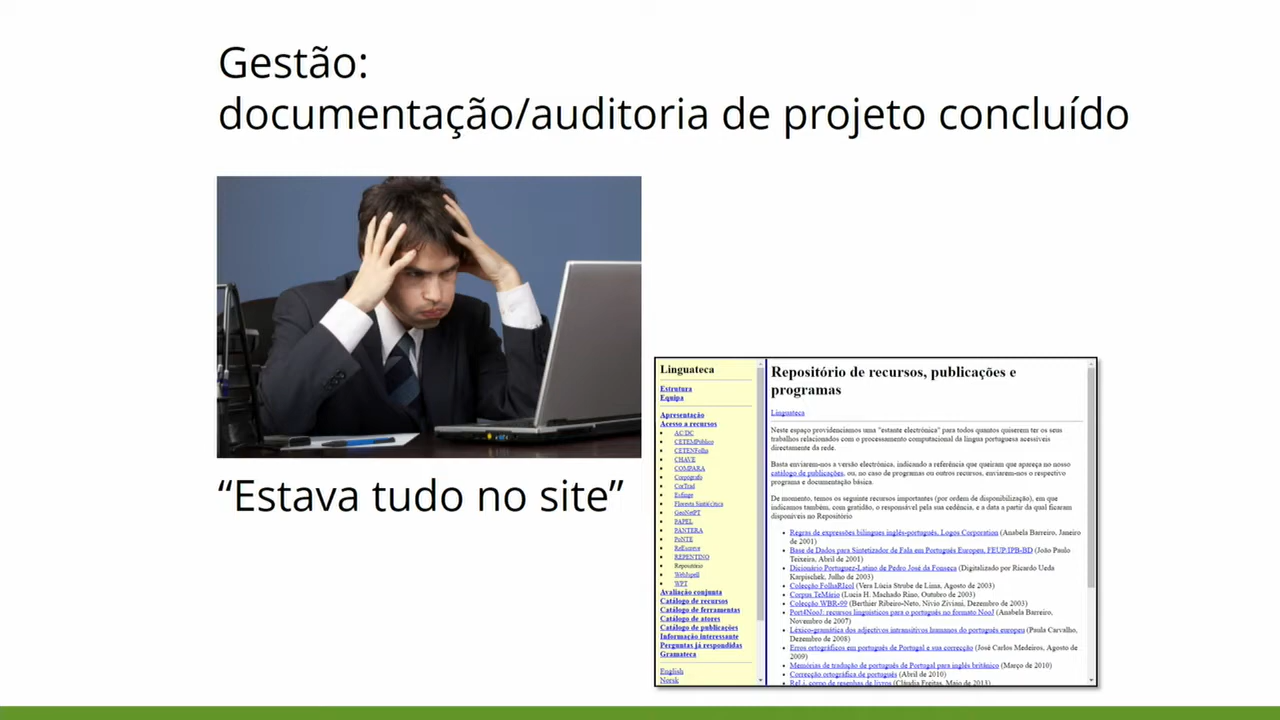 Gestão:
documentação/auditoria de projeto concluído
“Estava tudo no site”
Linguateca
Estrutura
Equipa
Apresentação
Acesso a recursos
AC/DC
CETEMPúblico
CETENFolha
CHAVE
COMPARA
Corpógrafo
CorTrad
Esfinge
Floresta Sintá(c)tica
GeoNetPT
PAPEL
PANTERA
PoNTE
ReEscreve
REPENTINO
Repositório
WebJspell
WPT
Avaliação conjunta
Catálogo de recursos
Catálogo de ferramentas
Catálogo de atores
Catálogo de publicações
Informação interessante
Perguntas já respondidas
Gramateca
English
Norsk
Repositório de recursos, publicações e
programas
Linguateca
Neste espaço providenciamos uma "estante electrónica" para todos quantos quiserem ter os seus
trabalhos relacionados com o processamento computacional da língua portuguesa acessíveis
directamente da rede.
Basta enviarem-nos a versão electrónica, indicando a referência que queiram que apareça no nosso
catálogo de publicações, ou, no caso de programas ou outros recursos, enviarem-nos o respectivo
programa e documentação básica.
De momento, temos os seguinte recursos importantes (por ordem de disponibilização), em que
indicamos também, com gratidão, o responsável pela sua cedência, e a data a partir da qual ficaram
disponíveis no Repositório
Regras de expressões bilingues inglês-português, Logos Corporation (Anabela Barreiro, Janeiro
de 2001)
Base de Dados para Sintetizador de Fala em Português Europeu, FEUP/IPB-BD (João Paulo
Teixeira, Abril de 2001)
Dicionário Portuguez-Latino de Pedro José da Fonseca (Digitalizado por Ricardo Ueda
Karpischek, Julho de 2003)
Colecção FolhaRIcol (Vera Lúcia Strube de Lima, Agosto de 2003)
Corpus TeMário (Lucia H. Machado Rino, Outubro de 2003)
Colecção WBR-99 (Berthier Ribeiro-Neto, Nivio Ziviani, Dezembro de 2003)
Port4NooJ: recursos linguísticos para o português no formato NooJ (Anabela Barreiro,
Novembro de 2007)
Léxico-gramática dos adjectivos intransitivos humanos do português europeu (Paula Carvalho,
Dezembro de 2008)
Erros ortográficos em português de Portugal e sua correcção (José Carlos Medeiros, Agosto de
2009)
Memórias de tradução de português de Portugal para inglês britânico (Março de 2010)
Correcção ortográfica de português (Abril de 2010)
ReLi, corpo de resenhas de livros (Cláudia Freitas, Maio de 2013)